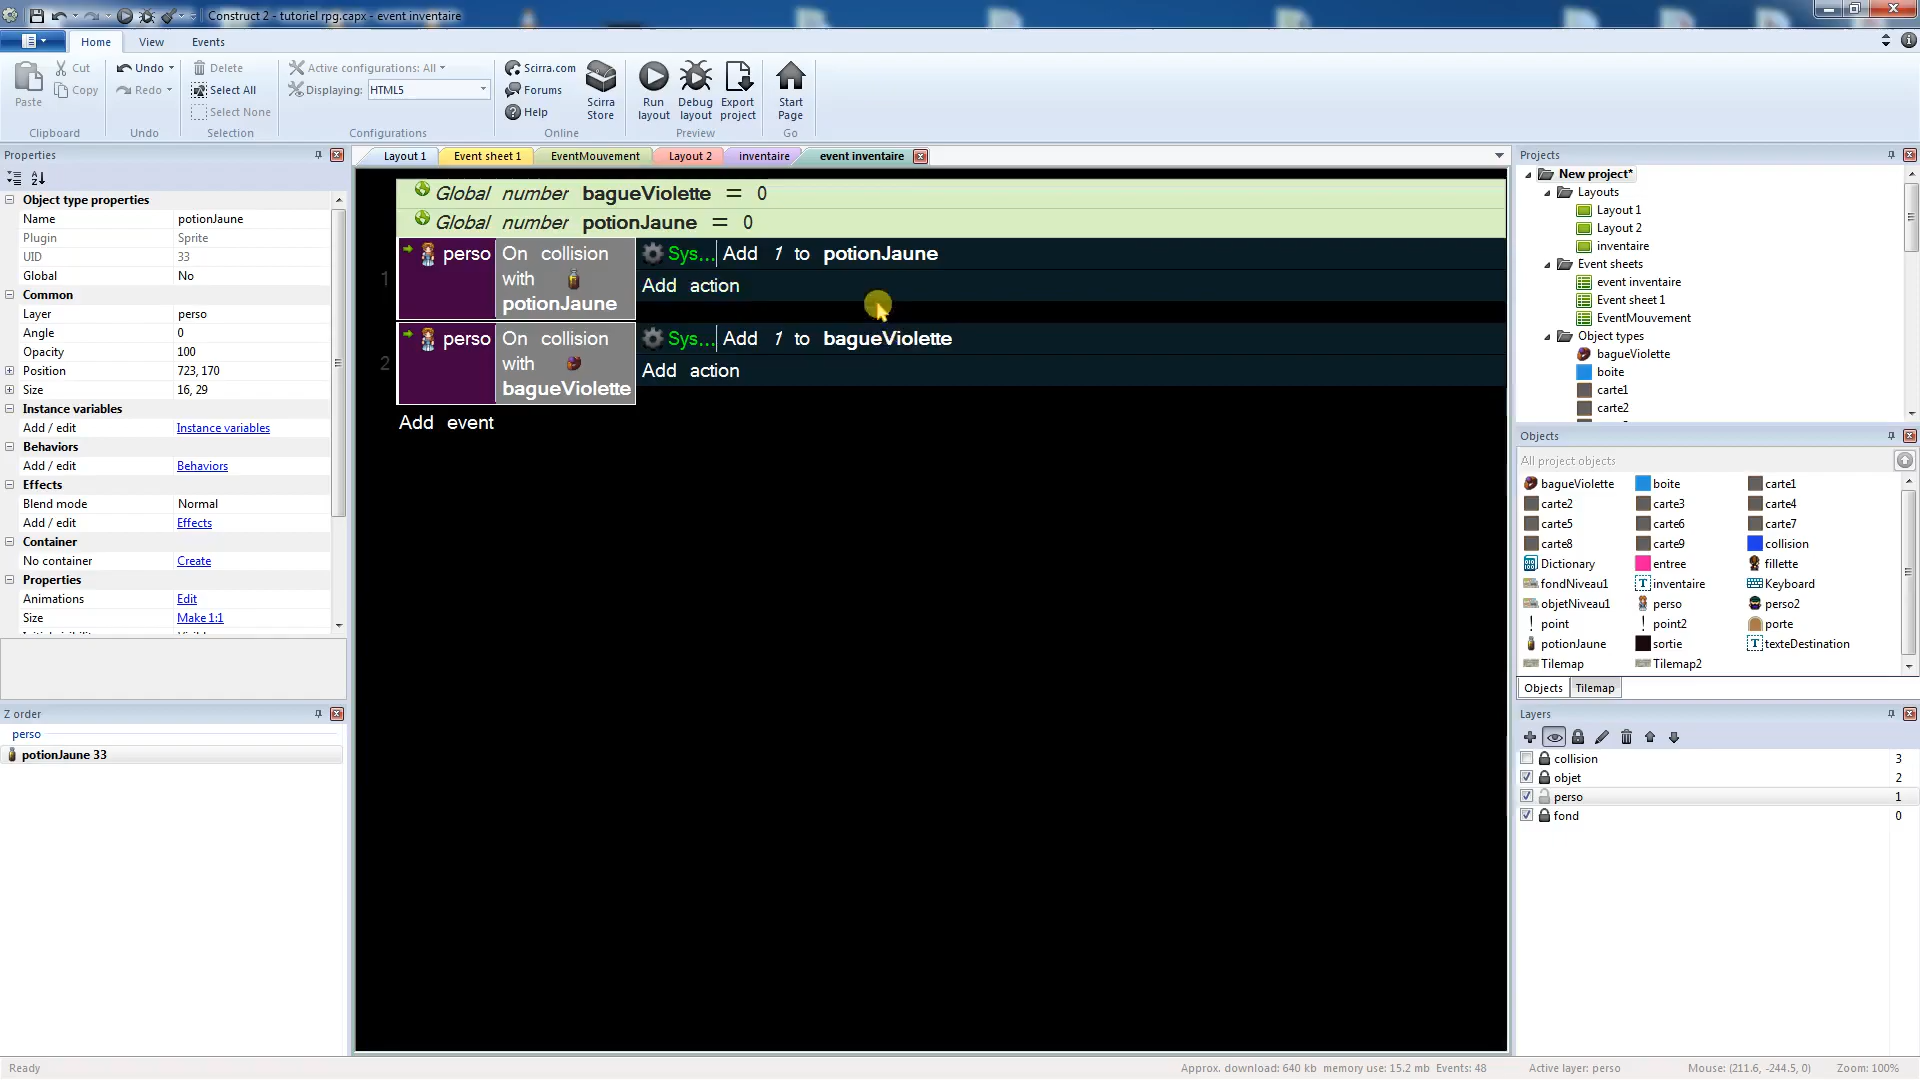 Construct 2 - tutoriel rpg.capx - event inventaire
Home View Events
Paste
Cut
Copy
Clipboard
Undo
Redo
Undo
Delete
Select All
Select None
Selection
Active configurations: All
Displaying: HTML5
Configurations
Scirra.com
Forums
Help
Scirra Store
Online
Run layout
Debug layout
Export project
Preview
Start Page
Go
Properties
Object type properties
Name potionJaune
Plugin Sprite
UID 33
Global No
Common
Layer perso
Angle 0
Opacity 100
Position 723, 170
Size 16, 29
Instance variables
Add / edit Instance variables
Behaviors
Add / edit Behaviors
Effects
Blend mode Normal
Add / edit Effects
Container
No container Create
Properties
Animations Edit
Size Make 1:1
Z order
perso
potionJaune 33
Layout 1 Event sheet 1 EventMouvement Layout 2 inventaire event inventaire
Global number bagueViolette = 0
Global number potionJaune = 0
1
perso
On collision with potionJaune
Sys... Add 1 to potionJaune
Add action
2
perso
On collision with bagueViolette
Sys... Add 1 to bagueViolette
Add action
Add event
Projects
New project*
Layouts
Layout 1
Layout 2
inventaire
Event sheets
event inventaire
Event sheet 1
EventMouvement
Object types
bagueViolette
boite
carte1
carte2
Objects
All project objects
bagueViolette boite carte1
carte2 carte3 carte4
carte5 carte6 carte7
carte8 carte9 collision
Dictionary entree fillette
fondNiveau1 inventaire Keyboard
objetNiveau1 perso perso2
point point2 porte
potionJaune sortie texteDestination
Tilemap Tilemap2
Objects Tilemap
Layers
collision 3
objet 2
perso 1
fond 0
Ready
Approx. download: 640 kb memory use: 15.2 mb Events: 48
Active layer: perso
Mouse: (211.6, -244.5, 0)
Zoom: 100%